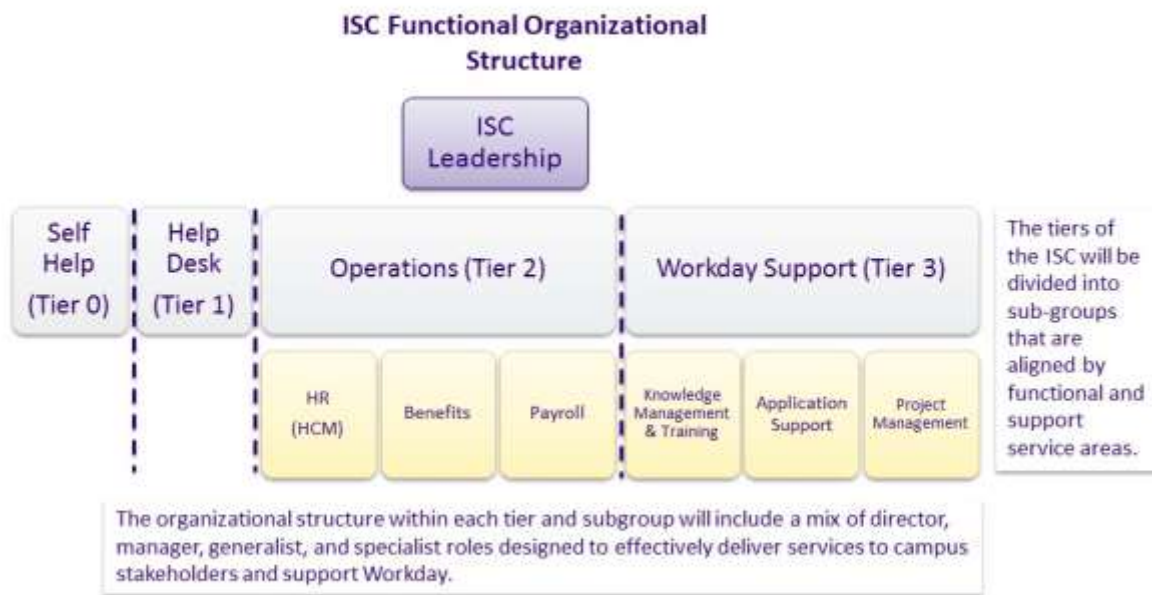 ISC Functional Organizational
Structure
ISC
Leadership
Self
Help
(Tier 0)
Help
Desk
(Tier 1)
Operations (Tier 2)
Workday Support (Tier 3)
The tiers of
the ISC will be
divided into
sub-groups
that are
aligned by
functional and
support
service areas.
HR
(HCM)
Benefits
Payroll
Knowledge
Management
& Training
Application
Support
Project
Management
The organizational structure within each tier and subgroup will include a mix of director,
manager, generalist, and specialist roles designed to effectively deliver services to campus
stakeholders and support Workday.